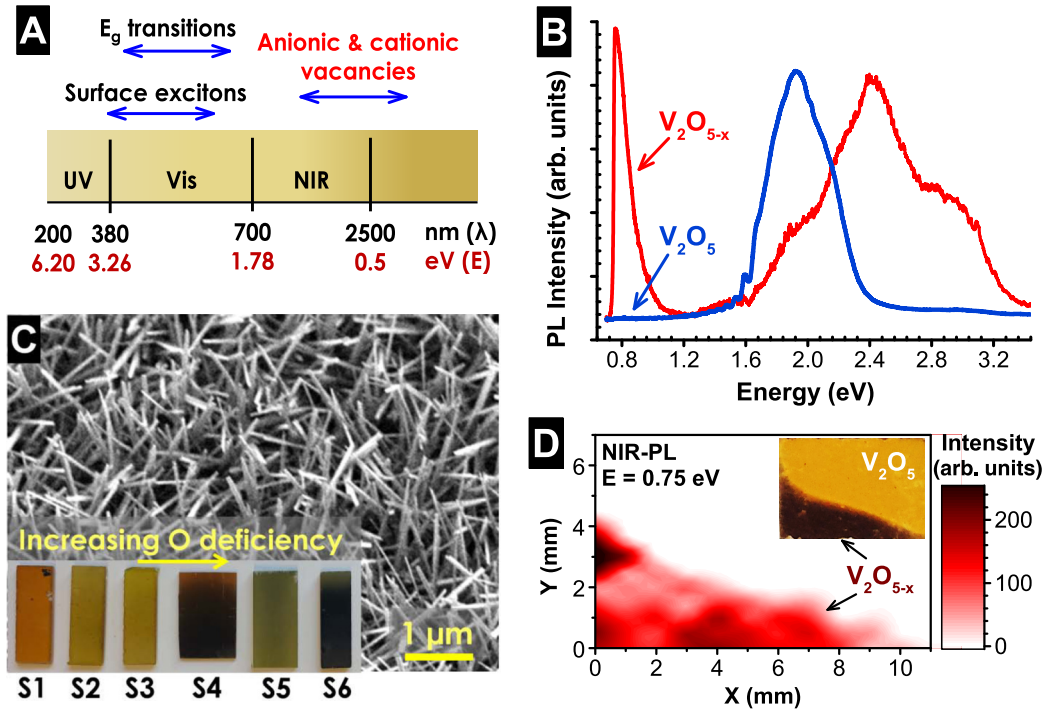 A
E_g transitions
Anionic & cationic
vacancies
Surface excitons
UV Vis NIR
200 380 700 2500 nm (λ)
6.20 3.26 1.78 0.5 eV (E)
B
PL Intensity (arb. units)
V₂O₅₋ₓ
V₂O₅
0.8 1.2 1.6 2.0 2.4 2.8 3.2
Energy (eV)
C
Increasing O deficiency
1 µm
S1 S2 S3 S4 S5 S6
D
NIR-PL
E = 0.75 eV
V₂O₅
V₂O₅₋ₓ
Y (mm)
6
4
2
0
0 2 4 6 8 10
X (mm)
Intensity
(arb. units)
200
100
0